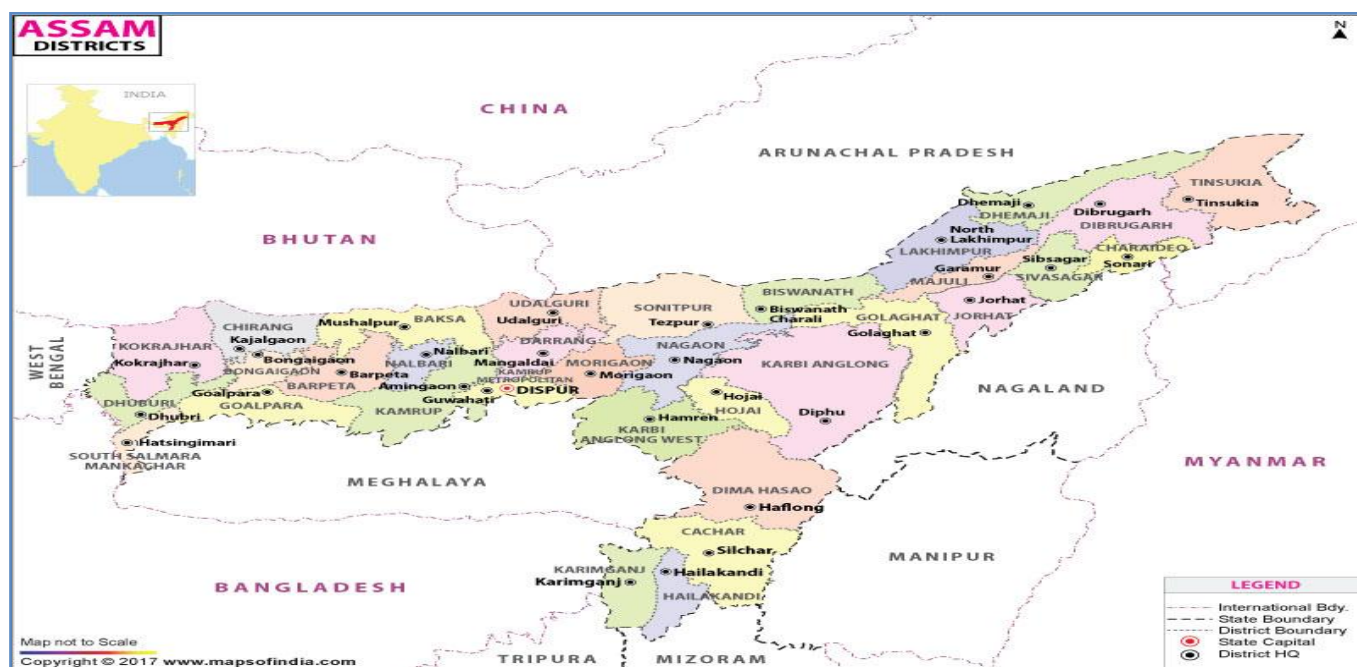 ASSAM
DISTRICTS
N
INDIA
CHINA
ARUNACHAL PRADESH
BHUTAN
TINSUKIA
Tinsukia
Dhemaji
DHEMAJI
Dibrugarh
DIBRUGARH
North
Lakhimpur
LAKHIMPUR
CHARAIDEO
Sonari
Sibsagar
SIVASAGAR
Garamur
MAJULI
Jorhat
JORHAT
BISWANATH
Biswanath
Charali
GOLAGHAT
Golaghat
SONITPUR
Tezpur
UDALGURI
Udalguri
BAKSA
Mushalpur
CHIRANG
Kajalgaon
KOKRAJHAR
Kokrajhar
WEST
BENGAL
Bongaigaon
BONGAIGAON
Barpeta
BARPETA
Nalbari
NALBARI
DARRANG
Mangaldai
KAMRUP
METROPOLITAN
MORIGAON
Morigaon
NAGAON
Nagaon
KARBI ANGLONG
Diphu
NAGALAND
Amingaon
Guwahati
DISPUR
KAMRUP
Goalpara
GOALPARA
DHUBURI
Dhubri
Hatsingimari
SOUTH SALMARA
MANKACHAR
Hojai
HOJAI
Hamren
KARBI
ANGLONG WEST
MEGHALAYA
MYANMAR
DIMA HASAO
Haflong
CACHAR
Silchar
MANIPUR
KARIMGANJ
Karimganj
Hailakandi
HAILAKANDI
BANGLADESH
TRIPURA
MIZORAM
LEGEND
International Bdy.
State Boundary
District Boundary
State Capital
District HQ
Map not to Scale
Copyright © 2017 www.mapsofindia.com